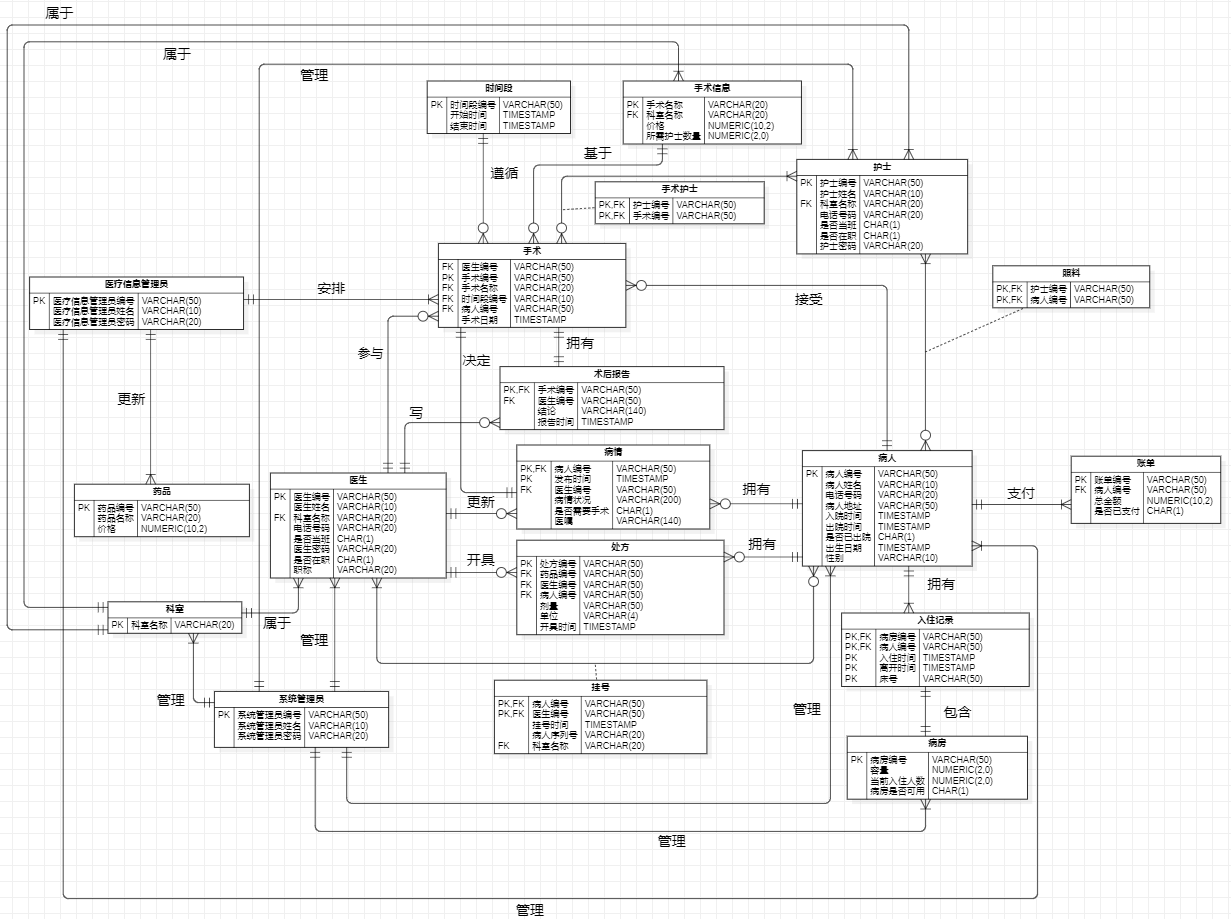 属于
属于
管理
时间段
PK 时间段编号 VARCHAR(50)
开始时间 TIMESTAMP
结束时间 TIMESTAMP
手术信息
PK 手术名称 VARCHAR(20)
FK 科室名称 VARCHAR(20)
价格 NUMERIC(10,2)
所需护士数量 NUMERIC(2,0)
基于
遵循
手术护士
PK,FK 护士编号 VARCHAR(50)
PK,FK 手术编号 VARCHAR(50)
护士
PK 护士编号 VARCHAR(50)
护士姓名 VARCHAR(10)
FK 科室名称 VARCHAR(20)
电话号码 VARCHAR(20)
是否当班 CHAR(1)
是否在职 CHAR(1)
护士密码 VARCHAR(20)
手术
FK 医生编号 VARCHAR(50)
PK 手术编号 VARCHAR(50)
FK 手术名称 VARCHAR(20)
FK 时间段编号 VARCHAR(10)
FK 病人编号 VARCHAR(50)
手术日期 TIMESTAMP
照料
PK,FK 护士编号 VARCHAR(50)
PK,FK 病人编号 VARCHAR(50)
医疗信息管理员
PK 医疗信息管理员编号 VARCHAR(50)
医疗信息管理员姓名 VARCHAR(10)
医疗信息管理员密码 VARCHAR(20)
安排
接受
参与
决定
拥有
术后报告
PK,FK 手术编号 VARCHAR(50)
FK 医生编号 VARCHAR(50)
结论 VARCHAR(140)
报告时间 TIMESTAMP
更新
写
病情
PK,FK 病人编号 VARCHAR(50)
PK 发布时间 TIMESTAMP
FK 医生编号 VARCHAR(50)
病情状况 VARCHAR(200)
是否需要手术 CHAR(1)
医嘱 VARCHAR(140)
病人
PK 病人编号 VARCHAR(50)
病人姓名 VARCHAR(10)
电话号码 VARCHAR(20)
病人地址 VARCHAR(50)
入院时间 TIMESTAMP
出院时间 TIMESTAMP
是否已出院 CHAR(1)
出生日期 TIMESTAMP
性别 VARCHAR(10)
账单
PK 账单编号 VARCHAR(50)
FK 病人编号 VARCHAR(50)
总金额 NUMERIC(10,2)
是否已支付 CHAR(1)
支付
药品
PK 药品编号 VARCHAR(50)
药品名称 VARCHAR(20)
价格 NUMERIC(10,2)
医生
PK 医生编号 VARCHAR(50)
医生姓名 VARCHAR(10)
FK 科室名称 VARCHAR(20)
电话号码 VARCHAR(20)
是否当班 CHAR(1)
医生密码 VARCHAR(20)
是否在职 CHAR(1)
职称 VARCHAR(20)
更新
拥有
开具
拥有
处方
PK 处方编号 VARCHAR(50)
FK 药品编号 VARCHAR(50)
FK 医生编号 VARCHAR(50)
FK 病人编号 VARCHAR(50)
剂量 VARCHAR(50)
单位 VARCHAR(4)
开具时间 TIMESTAMP
拥有
科室
PK 科室名称 VARCHAR(20)
属于
管理
入住记录
PK,FK 病房编号 VARCHAR(50)
PK,FK 病人编号 VARCHAR(50)
PK 入住时间 TIMESTAMP
PK 离开时间 TIMESTAMP
PK 床号 VARCHAR(50)
管理
系统管理员
PK 系统管理员编号 VARCHAR(50)
系统管理员姓名 VARCHAR(10)
系统管理员密码 VARCHAR(20)
挂号
PK,FK 病人编号 VARCHAR(50)
PK,FK 医生编号 VARCHAR(50)
挂号时间 TIMESTAMP
病人序列号 VARCHAR(20)
FK 科室名称 VARCHAR(20)
管理
包含
病房
PK 病房编号 VARCHAR(50)
容量 NUMERIC(2,0)
当前入住人数 NUMERIC(2,0)
病房是否可用 CHAR(1)
管理
管理